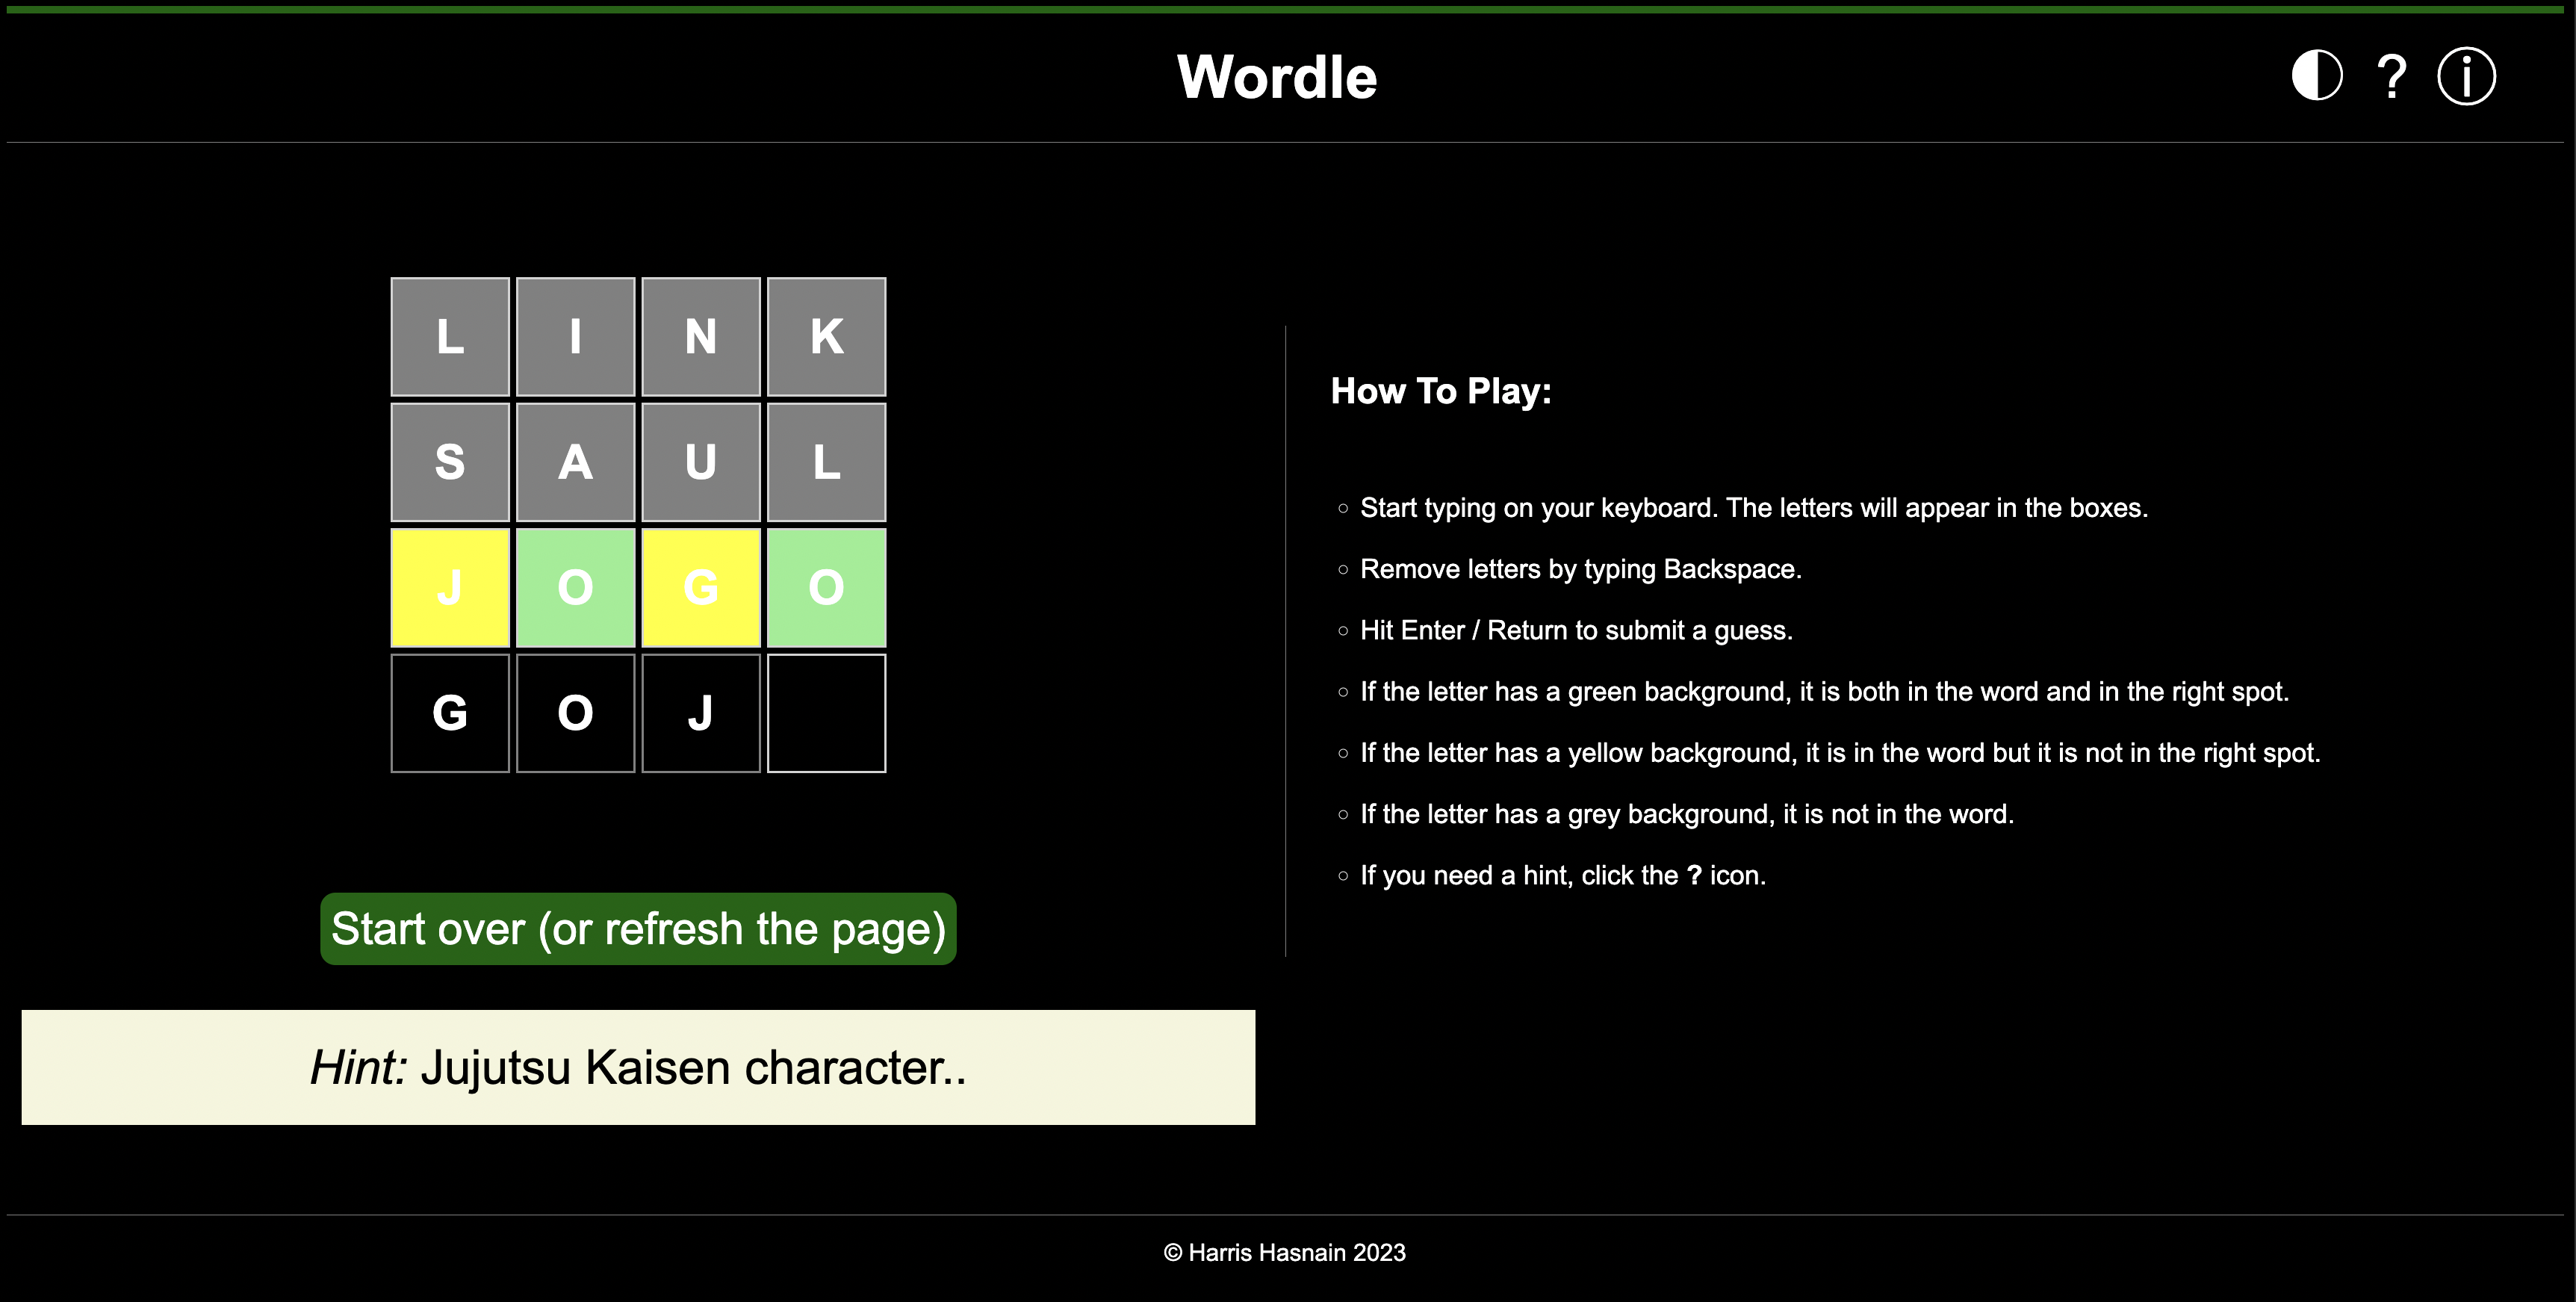 Wordle
?
i
L I N K
S A U L
J O G O
G O J
Start over (or refresh the page)
Hint: Jujutsu Kaisen character..
How To Play:
Start typing on your keyboard. The letters will appear in the boxes.
Remove letters by typing Backspace.
Hit Enter / Return to submit a guess.
If the letter has a green background, it is both in the word and in the right spot.
If the letter has a yellow background, it is in the word but it is not in the right spot.
If the letter has a grey background, it is not in the word.
If you need a hint, click the ? icon.
© Harris Hasnain 2023